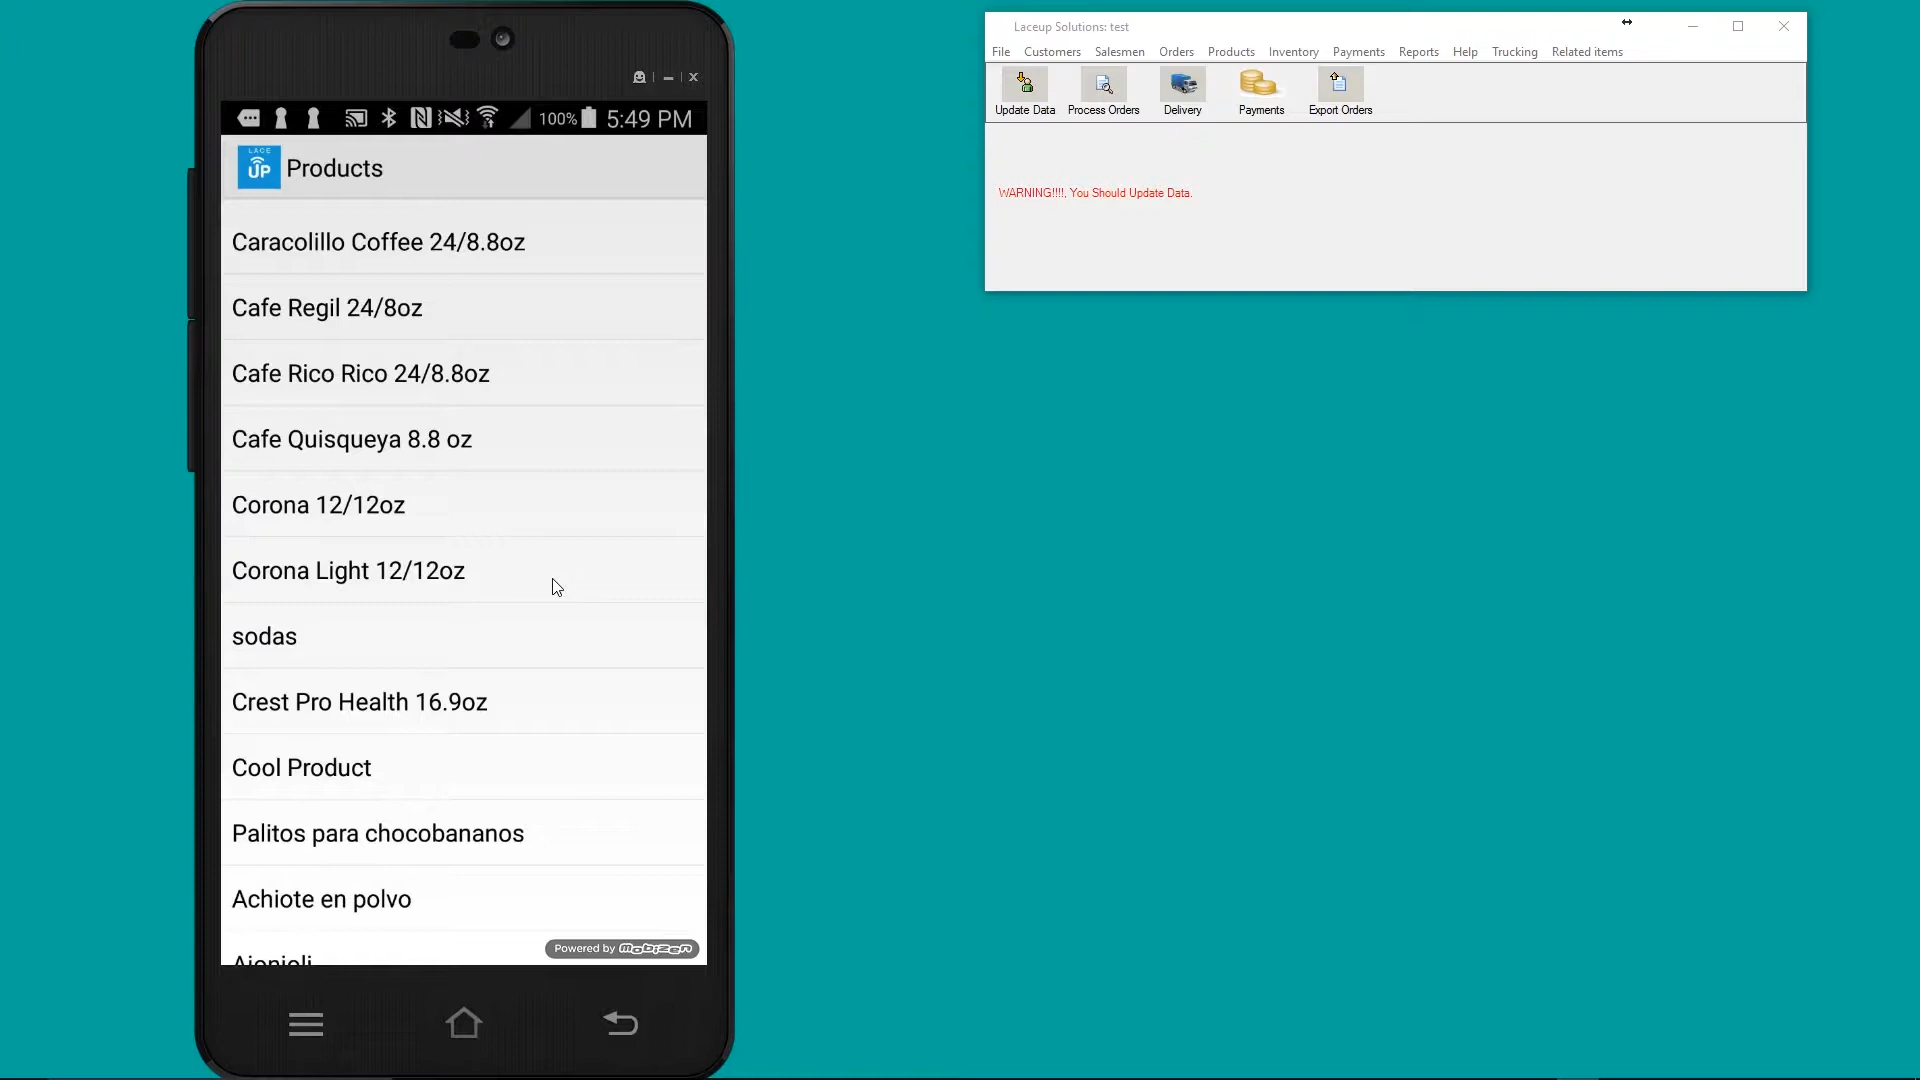 100% 5:49 PM
LACE
UP
Products
Caracolillo Coffee 24/8.8oz
Cafe Regil 24/8oz
Cafe Rico Rico 24/8.8oz
Cafe Quisqueya 8.8 oz
Corona 12/12oz
Corona Light 12/12oz
sodas
Crest Pro Health 16.9oz
Cool Product
Palitos para chocobananos
Achiote en polvo
Powered by mobizen
Laceup Solutions: test
File Customers Salesmen Orders Products Inventory Payments Reports Help Trucking Related items
Update Data Process Orders Delivery Payments Export Orders
WARNING!!!!, You Should Update Data.